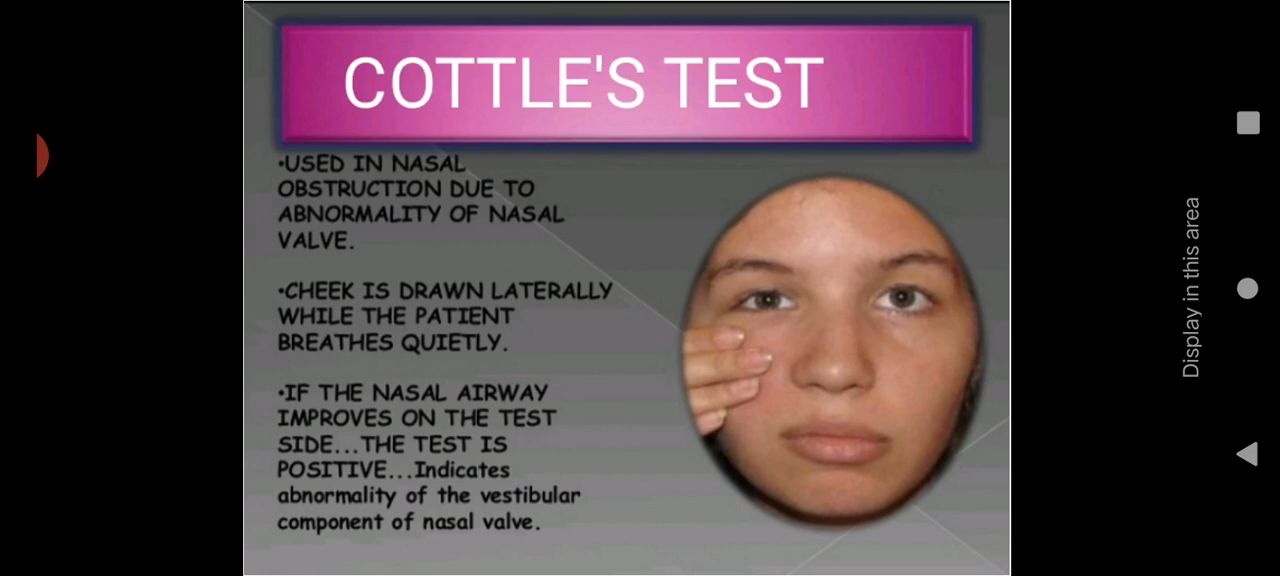 COTTLE'S TEST
•USED IN NASAL
OBSTRUCTION DUE TO
ABNORMALITY OF NASAL
VALVE.
•CHEEK IS DRAWN LATERALLY
WHILE THE PATIENT
BREATHES QUIETLY.
•IF THE NASAL AIRWAY
IMPROVES ON THE TEST
SIDE...THE TEST IS
POSITIVE...Indicates
abnormality of the vestibular
component of nasal valve.
Display in this area